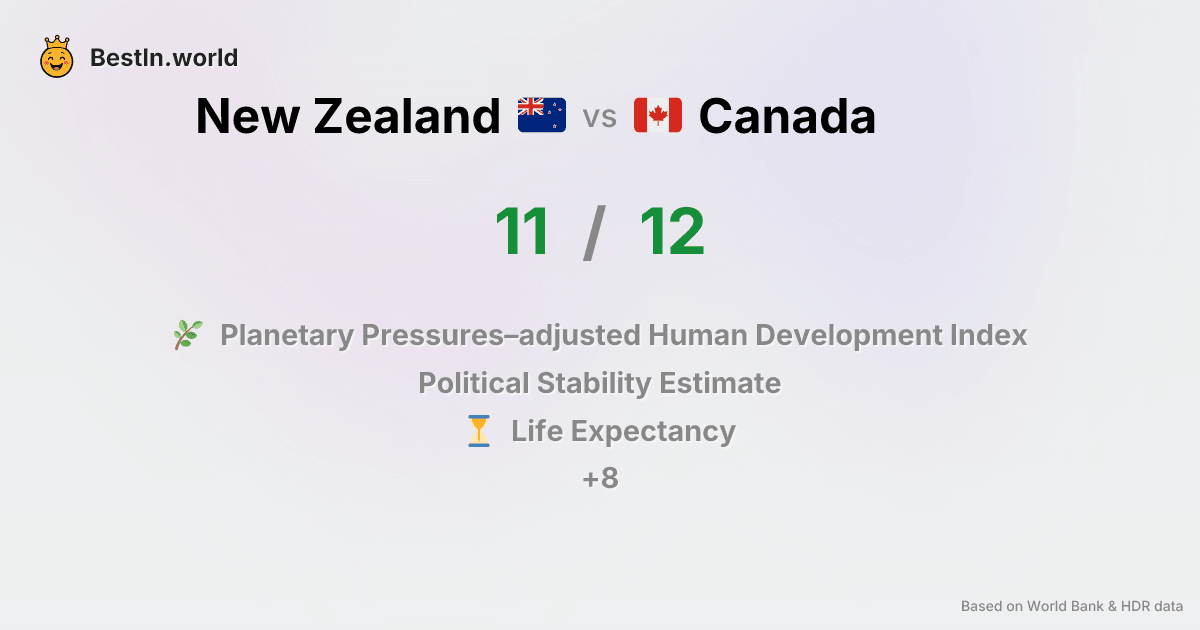 BestIn.world
New Zealand vs Canada
11 / 12
Planetary Pressures–adjusted Human Development Index
Political Stability Estimate
Life Expectancy
+8
Based on World Bank & HDR data